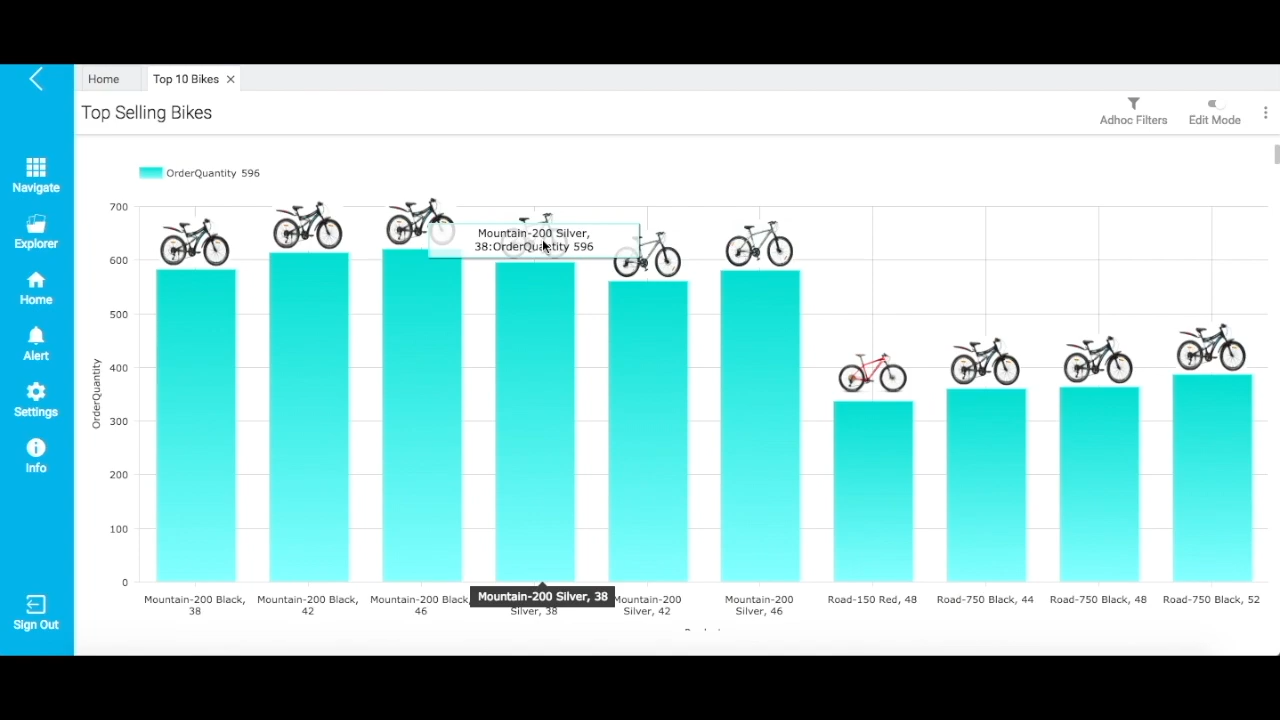 Home
Top 10 Bikes
Top Selling Bikes
Adhoc Filters
Edit Mode
Navigate
Explorer
Home
Alert
Settings
Info
Sign Out
OrderQuantity 596
OrderQuantity
700
600
500
400
300
200
100
0
Mountain-200 Silver,
38:OrderQuantity 596
Mountain-200 Black,
38
Mountain-200 Black,
42
Mountain-200 Black,
46
Mountain-200 Silver, 38
Silver, 38
Mountain-200
Silver, 42
Mountain-200
Silver, 46
Road-150 Red, 48
Road-750 Black, 44
Road-750 Black, 48
Road-750 Black, 52